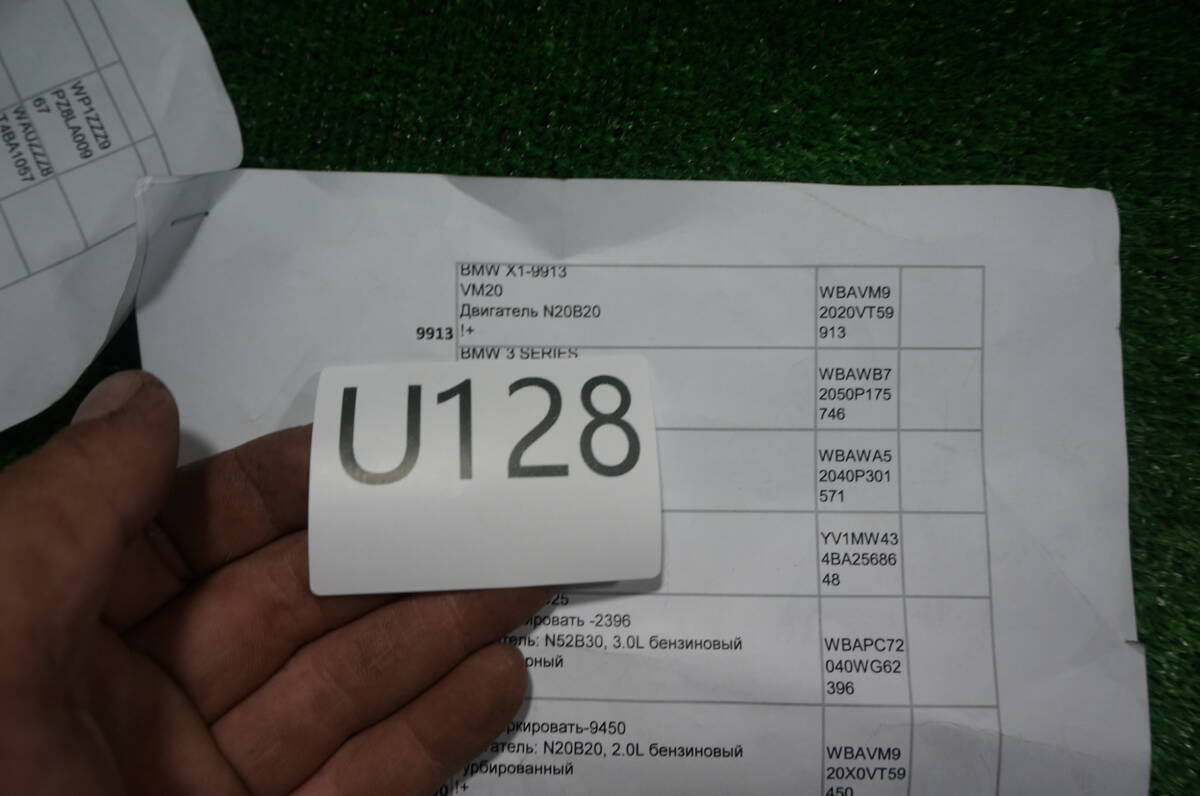 WP1ZZZ9
PZ8LA009
67
WAUZZZ8
T4BA1057
BMW X1-9913
VM20
Двигатель N20B20
9913 !+
WBAVM9
2020VT59
913
BMW 3 SERIES
WBAWB7
2050P175
746
U128
WBAWA5
2040P301
571
YV1MW43
4BA25686
48
25
ировать -2396
тель: N52B30, 3.0L бензиновый
рный
WBAPC72
040WG62
396
ркировать-9450
гатель: N20B20, 2.0L бензиновый
урбированный
!+
WBAVM9
20X0VT59
450